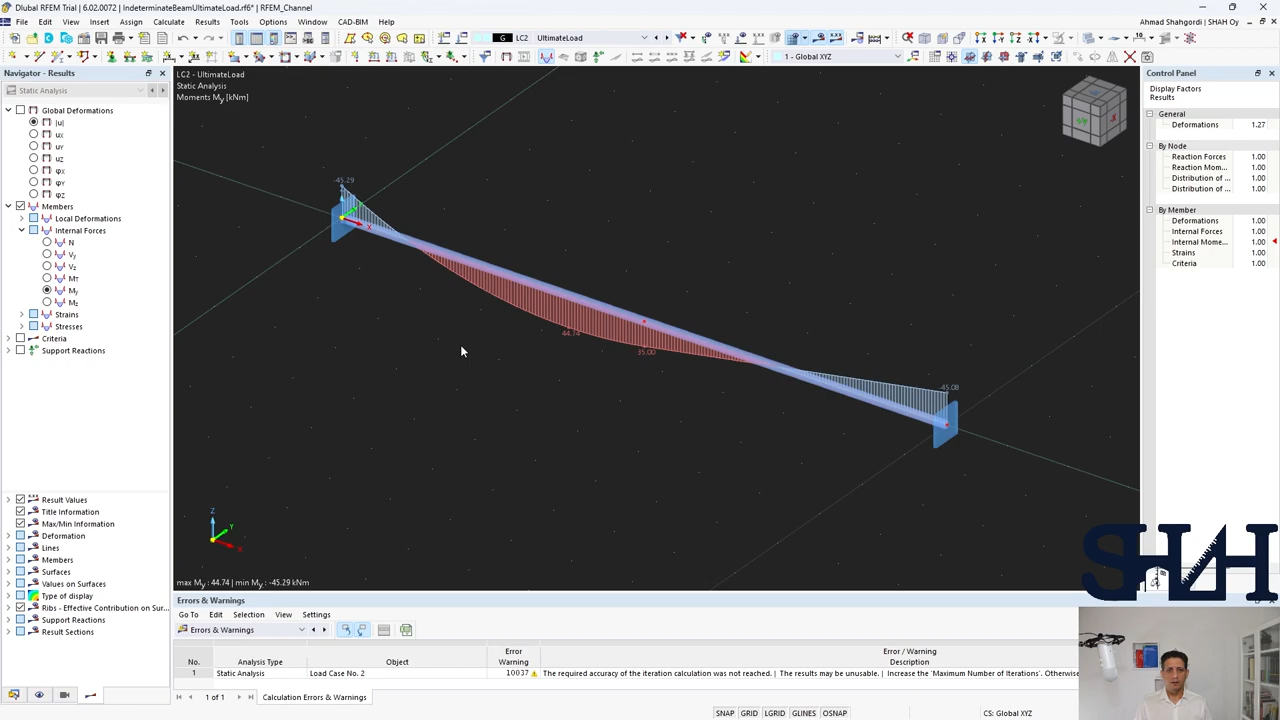 Dlubal RFEM Trial | 6.02.0072 | IndeterminateBeamUltimateLoad.rf6* | RFEM_Channel
File Edit View Insert Assign Calculate Results Tools Options Window CAD-BIM Help
Ahmad Shahgordi | SHAH Oy
G LC2 UltimateLoad
1 - Global XYZ
Navigator - Results
Static Analysis
Global Deformations
|u|
uX
uY
uZ
φX
φY
φZ
Members
Local Deformations
Internal Forces
N
Vy
Vz
MT
My
Mz
Strains
Stresses
Criteria
Support Reactions
Result Values
Title Information
Max/Min Information
Deformation
Lines
Members
Surfaces
Values on Surfaces
Type of display
Ribs - Effective Contribution on Sur...
Support Reactions
Result Sections
LC2 - UltimateLoad
Static Analysis
Moments My [kNm]
-45.29
X
44.74
35.00
-45.08
Z
Y
X
max My : 44.74 | min My : -45.29 kNm
Control Panel
Display Factors
Results
General
Deformations 1.27
By Node
Reaction Forces 1.00
Reaction Mom... 1.00
Distribution of ... 1.00
Distribution of ... 1.00
By Member
Deformations 1.00
Internal Forces 1.00
Internal Mome... 1.00
Strains 1.00
Criteria 1.00
SHAH
Errors & Warnings
Go To Edit Selection View Settings
Errors & Warnings
No. Analysis Type Object Error Warning Error / Warning Description
1 Static Analysis Load Case No. 2 10037 The required accuracy of the iteration calculation was not reached. | The results may be unusable. | Increase the 'Maximum Number of Iterations'. Otherwise
1 of 1 Calculation Errors & Warnings
SNAP GRID LGRID GLINES OSNAP CS: Global XYZ